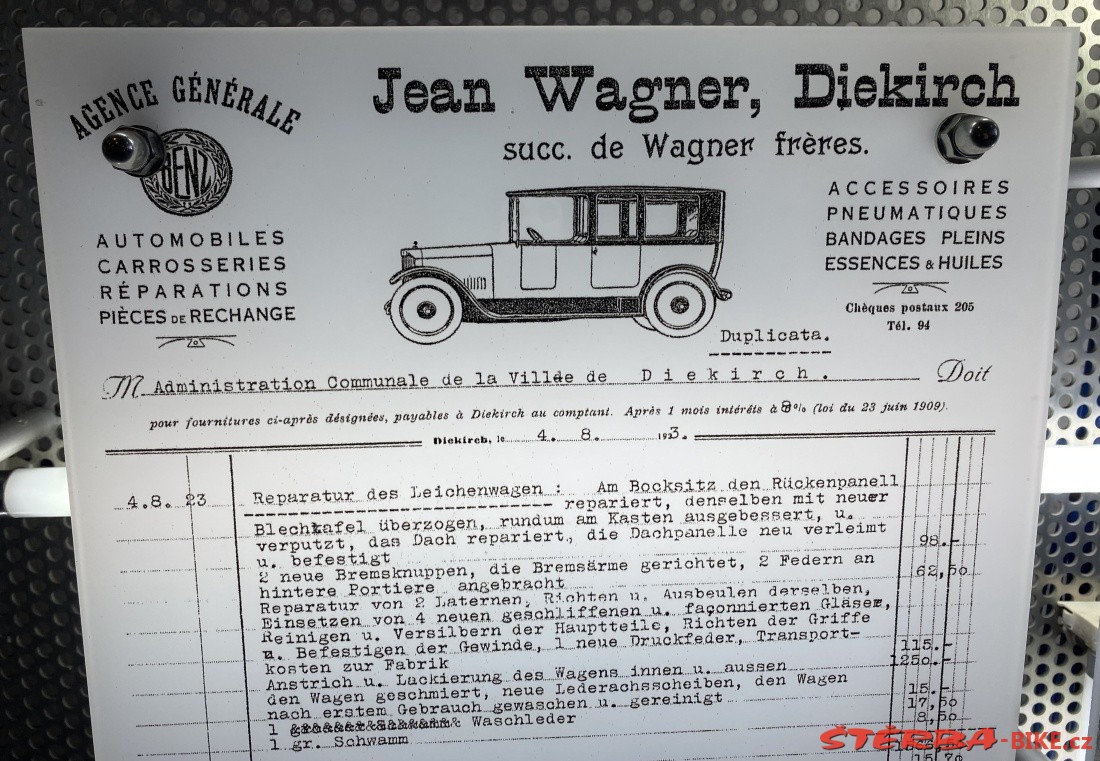 AGENCE GÉNÉRALE
BENZ
AUTOMOBILES
CARROSSERIES
RÉPARATIONS
PIÈCES DE RECHANGE
Jean Wagner, Diekirch
succ. de Wagner frères.
ACCESSOIRES
PNEUMATIQUES
BANDAGES PLEINS
ESSENCES & HUILES
Chèques postaux 205
Tél. 94
Duplicata.
M Administration Communale de la Ville de Diekirch. Doit
pour fournitures ci-après désignées, payables à Diekirch au comptant. Après 1 mois intérêts à 8% (loi du 23 juin 1909).
Diekirch, le 4. 8. 1923.
4.8. 23 Reparatur des Leichenwagen : Am Bocksitz den Rückenpanell
repariert, denselben mit neuer
Blechtafel überzogen, rundum am Kasten ausgebessert, u.
verputzt, das Dach repariert, die Dachpanelle neu verleimt
u. befestigt 98.-
2 neue Bremsknuppen, die Bremsärme gerichtet, 2 Federn an
hintere Portiere angebracht 62,50
Reparatur von 2 Laternen, Richten u. Ausbeulen derselben,
Einsetzen von 4 neuen geschliffenen u. façonnierten Gläser,
Reinigen u. Versilbern der Hauptteile, Richten der Griffe
u. Befestigen der Gewinde, 1 neue Druckfeder, Transport-
kosten zur Fabrik 115.-
Anstrich u. Lackierung des Wagens innen u. aussen 1250.-
den Wagen geschmiert, neue Lederachsscheiben, den Wagen
nach erstem Gebrauch gewaschen u. gereinigt 15.-
1 Waschleder 17,50
1 gr. Schwamm 8,50
15,70
ŠTĚRBA-BIKE.cz